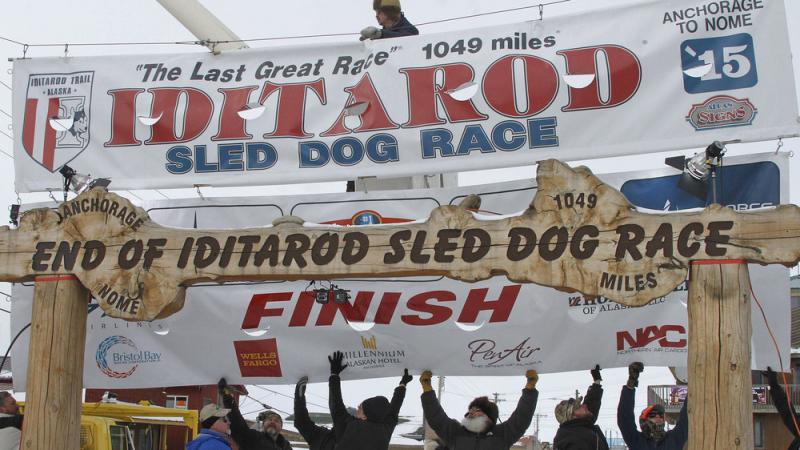 ANCHORAGE
TO NOME
'15
IDITAROD TRAIL
ALASKA
"The Last Great Race" 1049 miles
IDITAROD
SLED DOG RACE
SIGNS
ANCHORAGE
1049
END OF IDITAROD SLED DOG RACE
NOME
MILES
FINISH
OF ALASKA
AIRLINES
BristolBay
WELLS
FARGO
MILLENNIUM
ALASKAN HOTEL
ANCHORAGE
PenAir
NAC
NORTHERN AIR CARGO